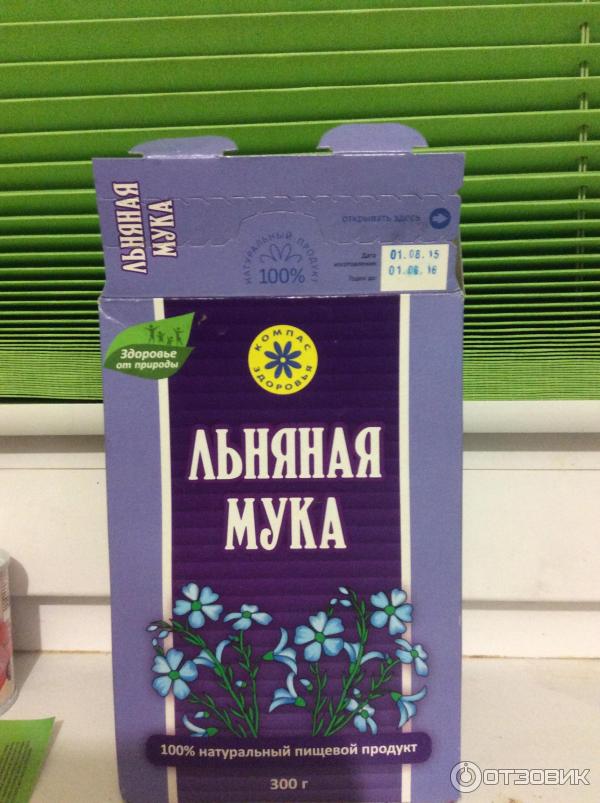 ЛЬНЯНАЯ
МУКА
НАТУРАЛЬНЫЙ ПРОДУКТ
100%
открывать здесь
Дата
изготовления:
01.08.15
Годен до:
01.08.16
Здоровье
от природы
КОМПАС
ЗДОРОВЬЯ
ЛЬНЯНАЯ
МУКА
100% натуральный пищевой продукт
300 г
ОТЗОВИК